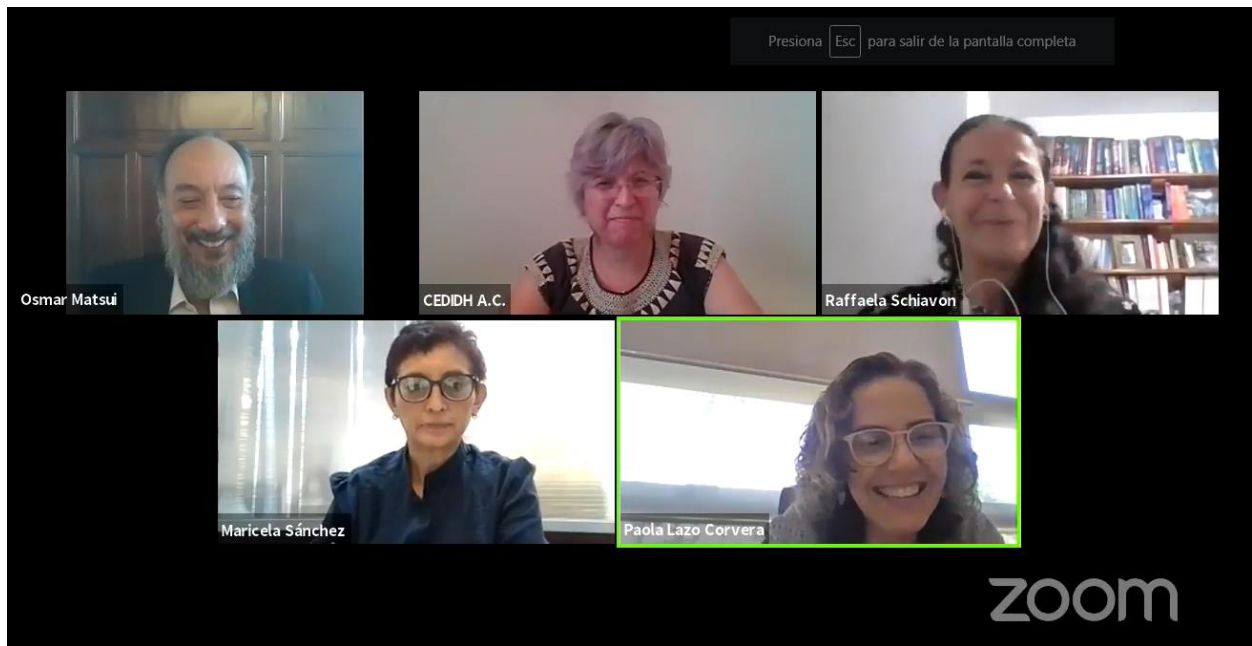 Presiona Esc para salir de la pantalla completa
Osmar Matsui
CEDIDH A.C.
Raffaela Schiavon
Maricela Sánchez
Paola Lazo Corvera
zoom